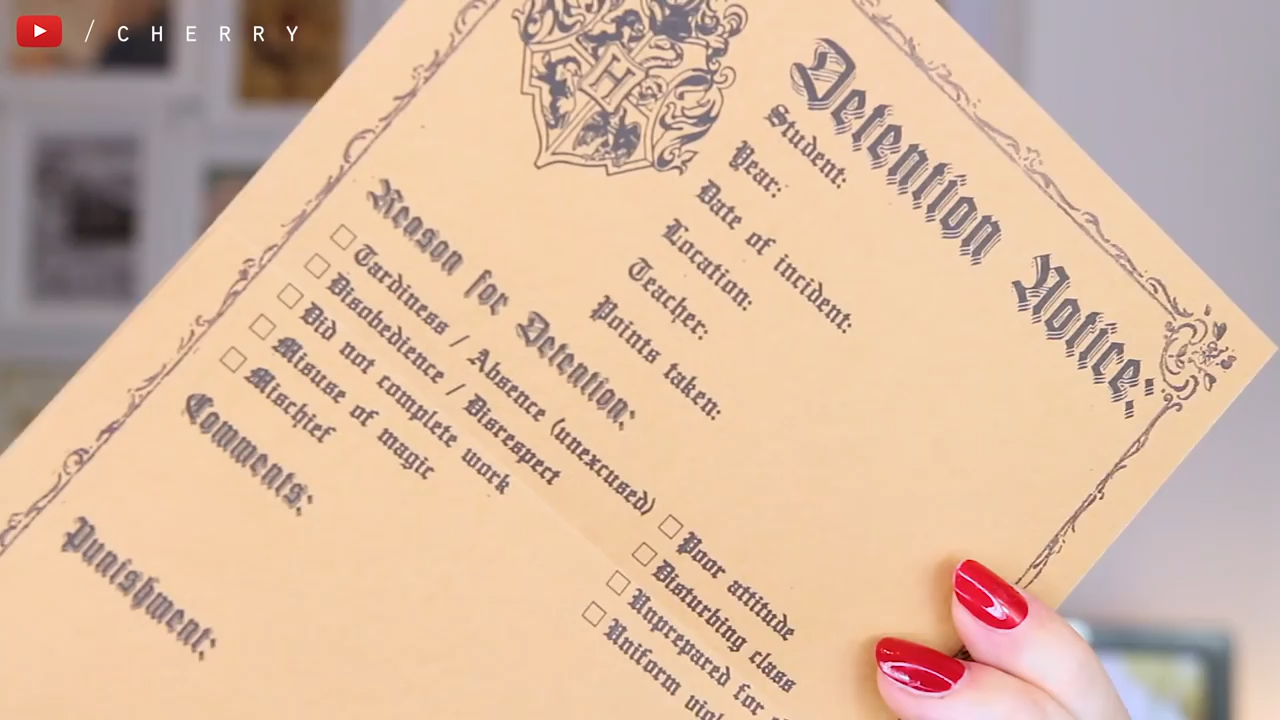 / CHERRY
H
Detention Notice:
Student:
Year:
Date of incident:
Location:
Teacher:
Points taken:
Reason for Detention:
Tardiness / Absence (unexcused)
Disobedience / Disrespect
Did not complete work
Misuse of magic
Mischief
Poor attitude
Disturbing class
Unprepared for
Uniform
Comments:
Punishment: